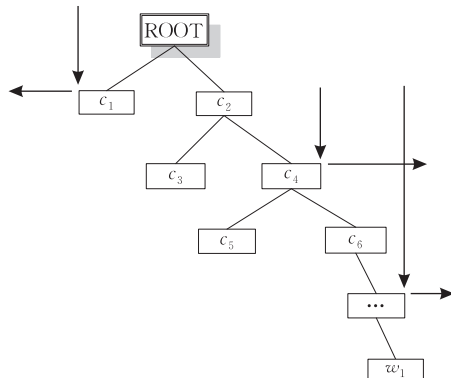 ROOT
c₁ c₂
c₃ c₄
c₅ c₆
...
w₁